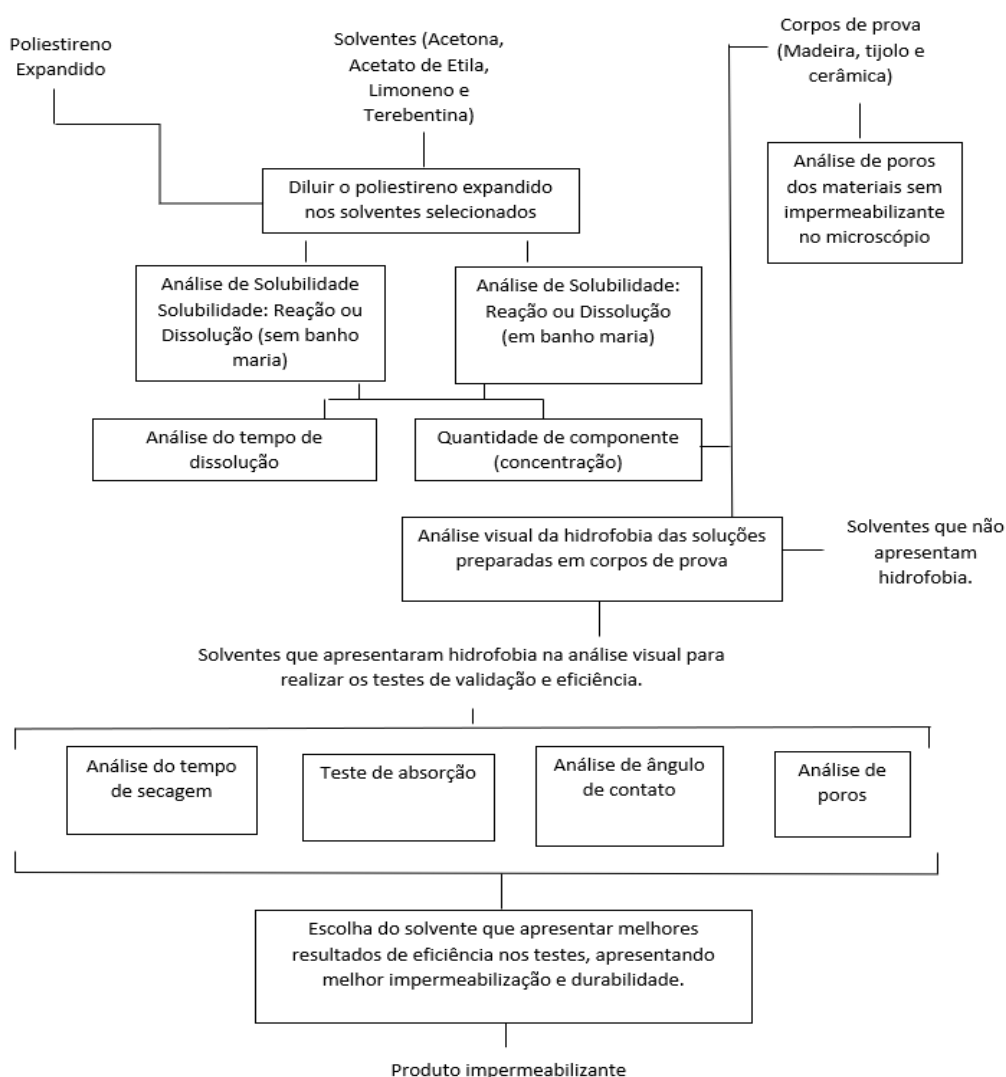 Poliestireno
Expandido
Solventes (Acetona,
Acetato de Etila,
Limoneno e
Terebentina)
Corpos de prova
(Madeira, tijolo e
cerâmica)
Análise de poros
dos materiais sem
impermeabilizante
no microscópio
Diluir o poliestireno expandido
nos solventes selecionados
Análise de Solubilidade
Solubilidade: Reação ou
Dissolução (sem banho
maria)
Análise de Solubilidade:
Reação ou Dissolução
(em banho maria)
Análise do tempo de
dissolução
Quantidade de componente
(concentração)
Análise visual da hidrofobia das soluções
preparadas em corpos de prova
Solventes que não
apresentam
hidrofobia.
Solventes que apresentaram hidrofobia na análise visual para
realizar os testes de validação e eficiência.
Análise do tempo
de secagem
Teste de absorção
Análise de ângulo
de contato
Análise de
poros
Escolha do solvente que apresentar melhores
resultados de eficiência nos testes, apresentando
melhor impermeabilização e durabilidade.
Produto impermeabilizante